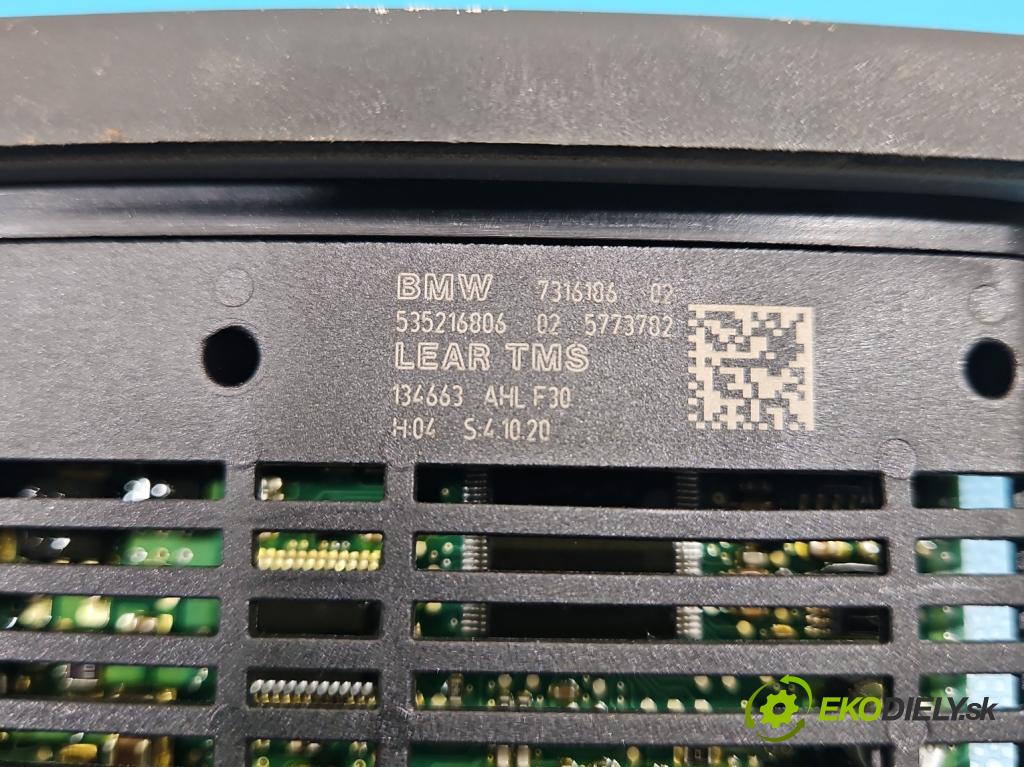 BMW 7316186 02
535216806 02 5773782
LEAR TMS
134663 AHL F30
H:04 S:4.10.20
EKODIELY.sk